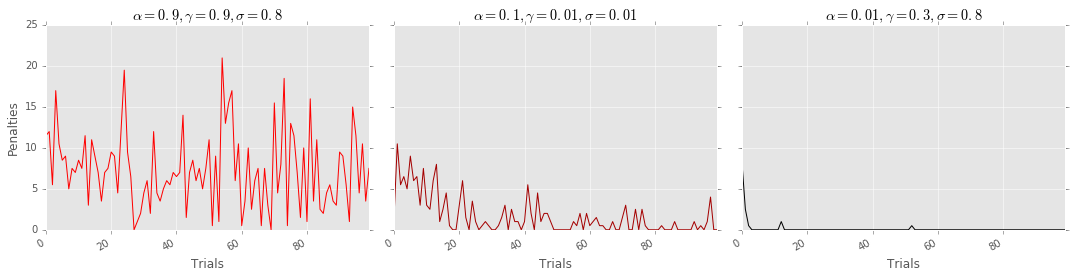 α = 0.9, γ = 0.9, σ = 0.8
α = 0.1, γ = 0.01, σ = 0.01
α = 0.01, γ = 0.3, σ = 0.8
Penalties
25
20
15
10
5
0
0 20 40 60 80
0 20 40 60 80
0 20 40 60 80
Trials
Trials
Trials